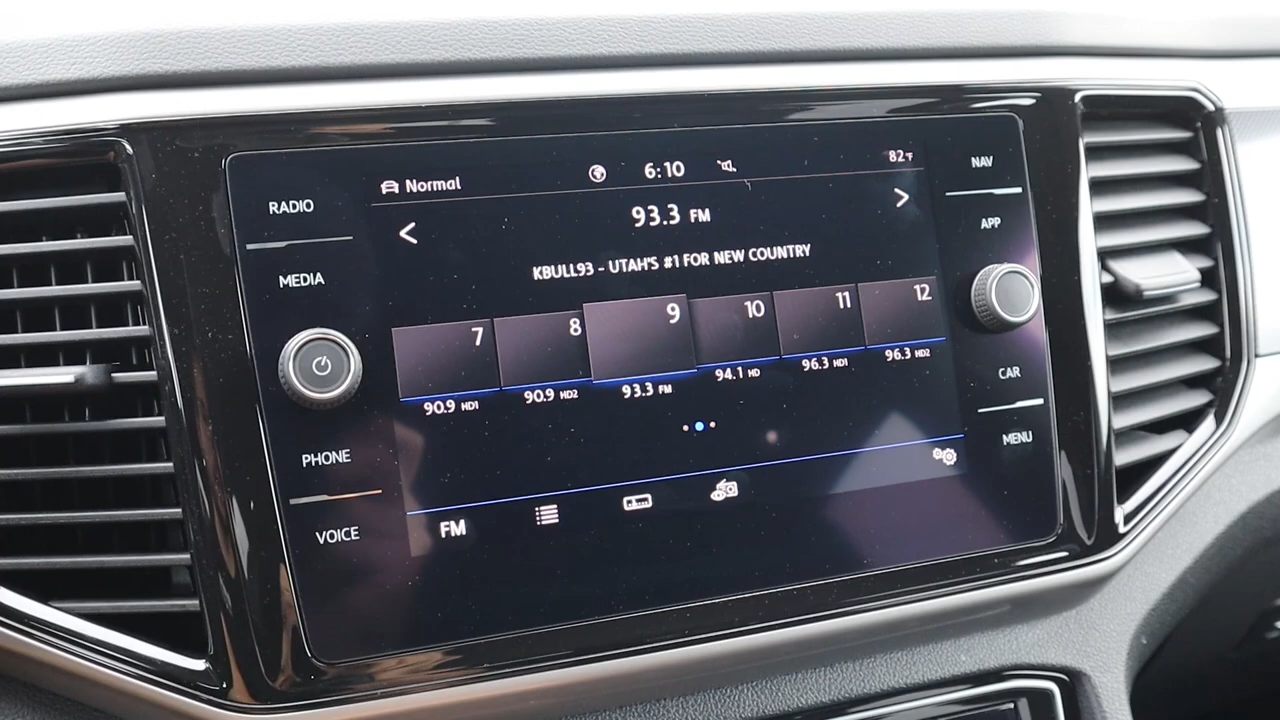 RADIO
MEDIA
PHONE
VOICE
Normal
6:10
82°F
93.3 FM
KBULL93 - UTAH'S #1 FOR NEW COUNTRY
7 8 9 10 11 12
90.9 HD1 90.9 HD2 93.3 FM 94.1 HD 96.3 HD1 96.3 HD2
FM
NAV
APP
CAR
MENU